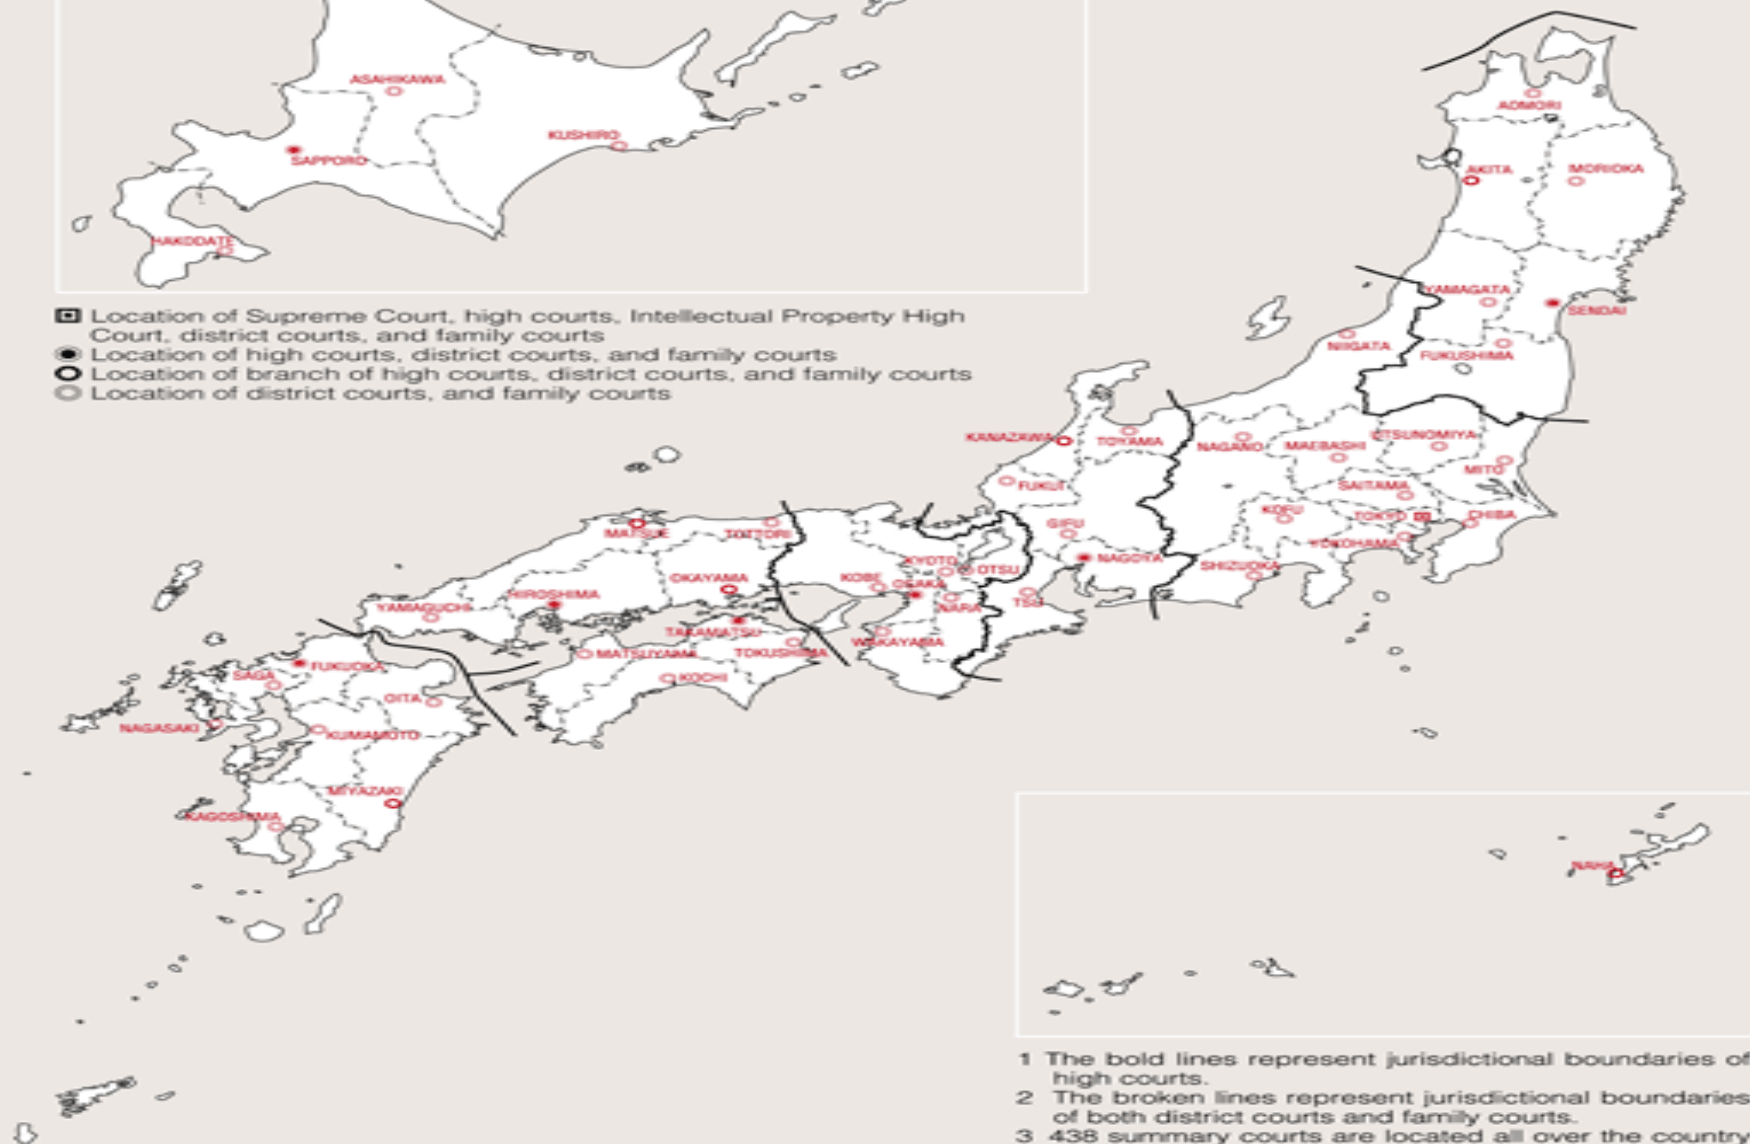 ASAHIKAWA
KUSHIRO
SAPPORO
HAKODATE
Location of Supreme Court, high courts, Intellectual Property High
Court, district courts, and family courts
Location of high courts, district courts, and family courts
Location of branch of high courts, district courts, and family courts
Location of district courts, and family courts
AOMORI
AKITA
MORIOKA
YAMAGATA
SENDAI
NIIGATA
FUKUSHIMA
KANAZAWA
TOYAMA
NAGANO
MAEBASHI
UTSUNOMIYA
MITO
FUKUI
SAITAMA
KOFU
TOKYO
CHIBA
GIFU
YOKOHAMA
NAGOYA
SHIZUOKA
MATSUE
TOTTORI
KYOTO
OTSU
KOBE
OSAKA
OKAYAMA
HIROSHIMA
NARA
TSU
YAMAGUCHI
TAKAMATSU
WAKAYAMA
MATSUYAMA
TOKUSHIMA
KOCHI
FUKUOKA
SAGA
OITA
NAGASAKI
KUMAMOTO
MIYAZAKI
KAGOSHIMA
NAHA
1 The bold lines represent jurisdictional boundaries of
high courts.
2 The broken lines represent jurisdictional boundaries
of both district courts and family courts.
3 438 summary courts are located all over the country